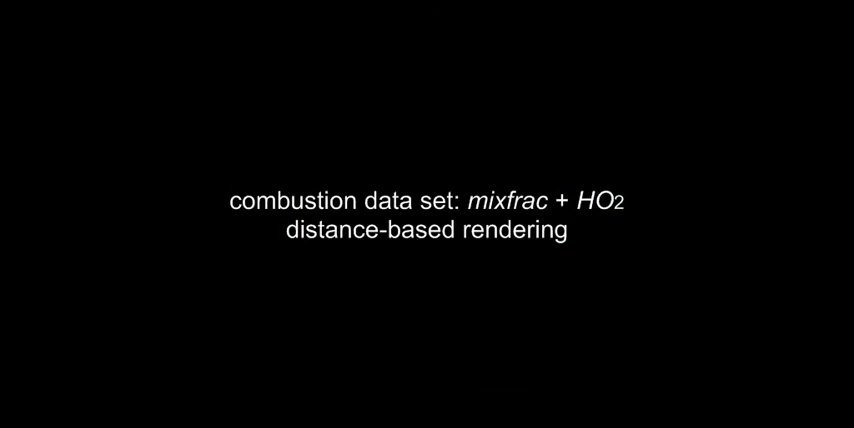 combustion data set: mixfrac + HO2
distance-based rendering